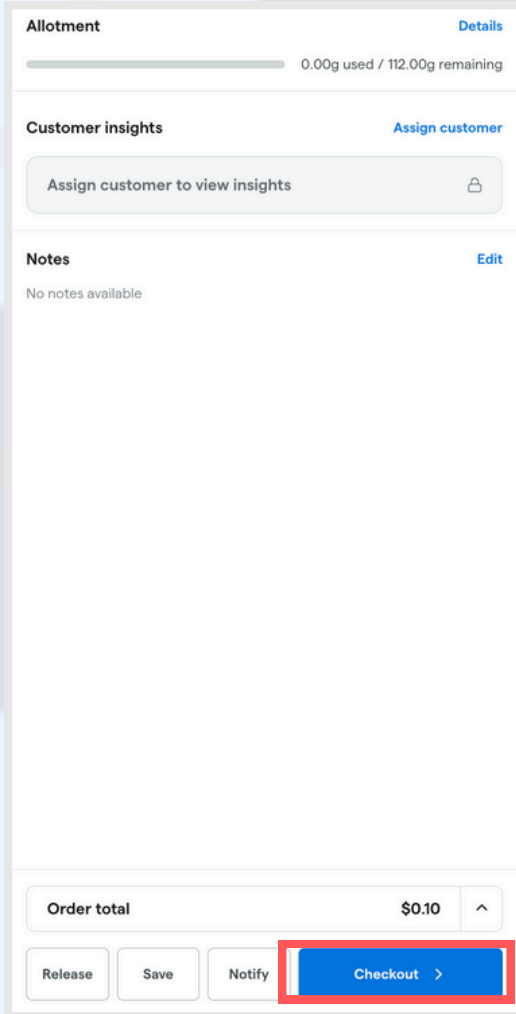 Allotment Details
0.00g used / 112.00g remaining
Customer insights Assign customer
Assign customer to view insights
Notes Edit
No notes available
Order total $0.10
Release Save Notify Checkout